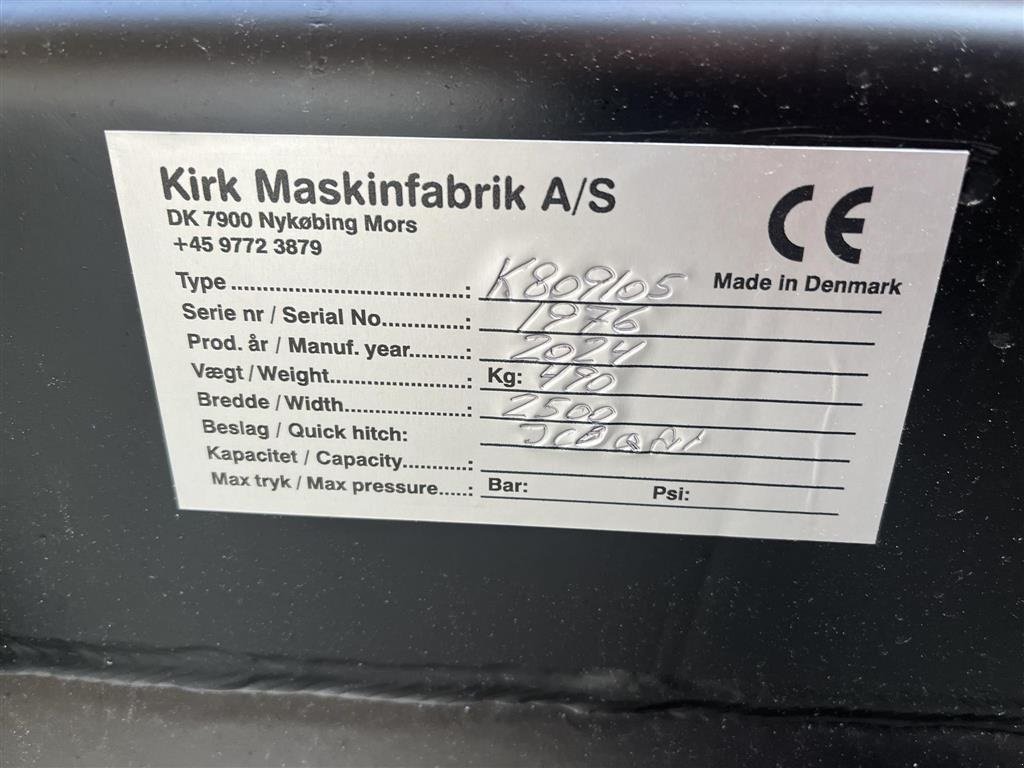 Kirk Maskinfabrik A/S
DK 7900 Nykøbing Mors
+45 9772 3879
CE
Made in Denmark
Type ....................................: K809105
Serie nr / Serial No.............: 1976
Prod. år / Manuf. year........: 2024
Vægt / Weight......................: Kg: 490
Bredde / Width....................: 2500
Beslag / Quick hitch: JCB
Kapacitet / Capacity...........:
Max tryk / Max pressure.....: Bar: Psi: